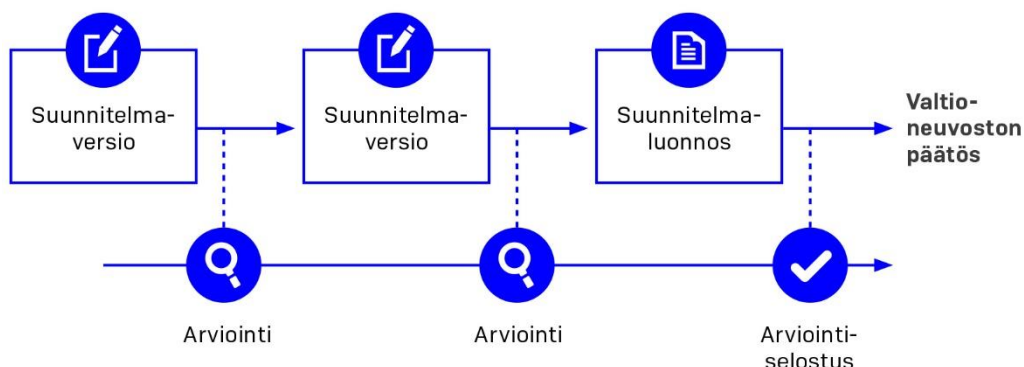 Suunnitelma-
versio
Suunnitelma-
versio
Suunnitelma-
luonnos
Valtio-
neuvoston
päätös
Arviointi
Arviointi
Arviointi-
selostus